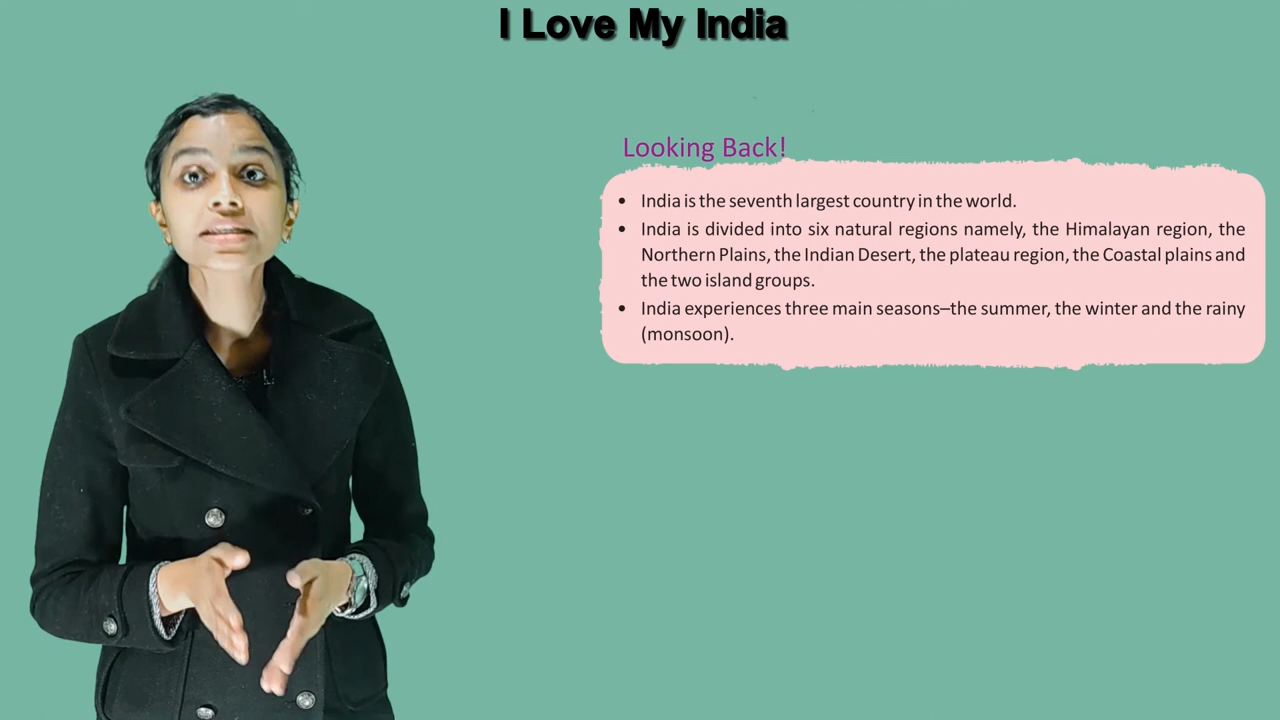 I Love My India
Looking Back!
• India is the seventh largest country in the world.
• India is divided into six natural regions namely, the Himalayan region, the
Northern Plains, the Indian Desert, the plateau region, the Coastal plains and
the two island groups.
• India experiences three main seasons–the summer, the winter and the rainy
(monsoon).